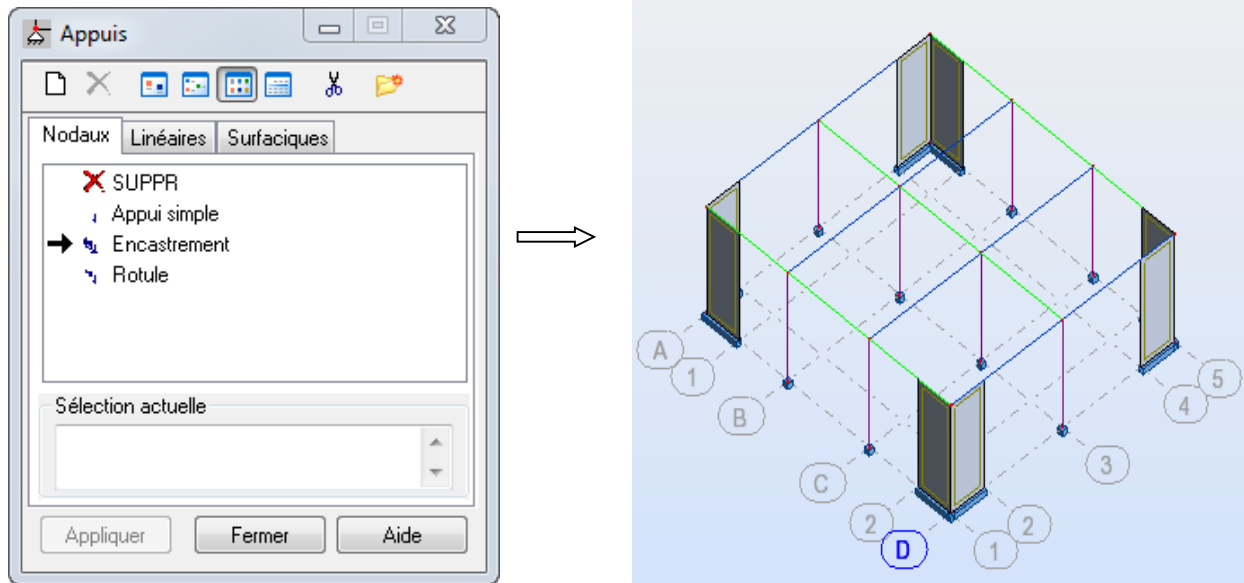 Appuis
Nodaux Linéaires Surfaciques
SUPPR
Appui simple
Encastrement
Rotule
Sélection actuelle
Appliquer Fermer Aide
A
1
B
C
2
D
1
2
3
4
5